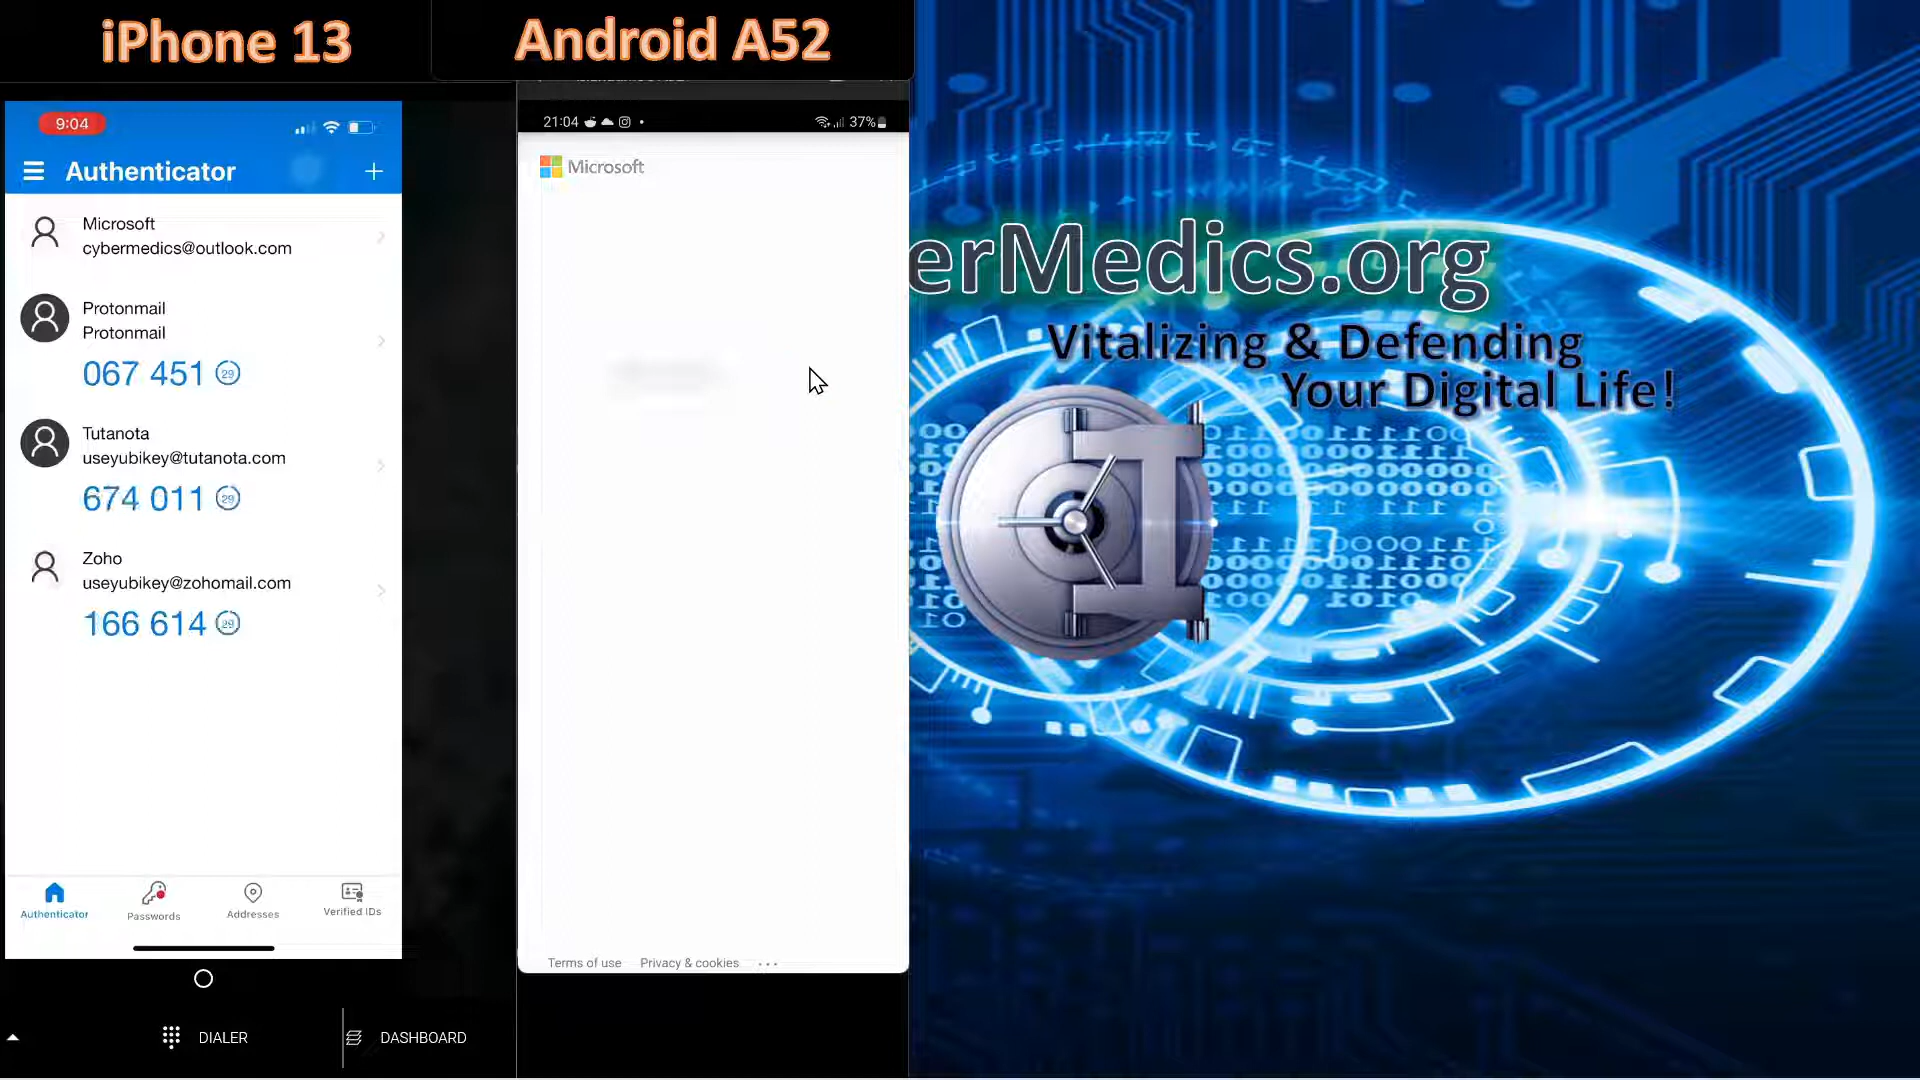 iPhone 13
Android A52
9:04
Authenticator
Microsoft
cybermedics@outlook.com
Protonmail
Protonmail
067 451 29
Tutanota
useyubikey@tutanota.com
674 011 29
Zoho
useyubikey@zohomail.com
166 614 29
Authenticator
Passwords
Addresses
Verified IDs
DIALER
DASHBOARD
21:04
37%
Microsoft
Terms of use
Privacy & cookies
...
erMedics.org
Vitalizing & Defending
Your Digital Life!